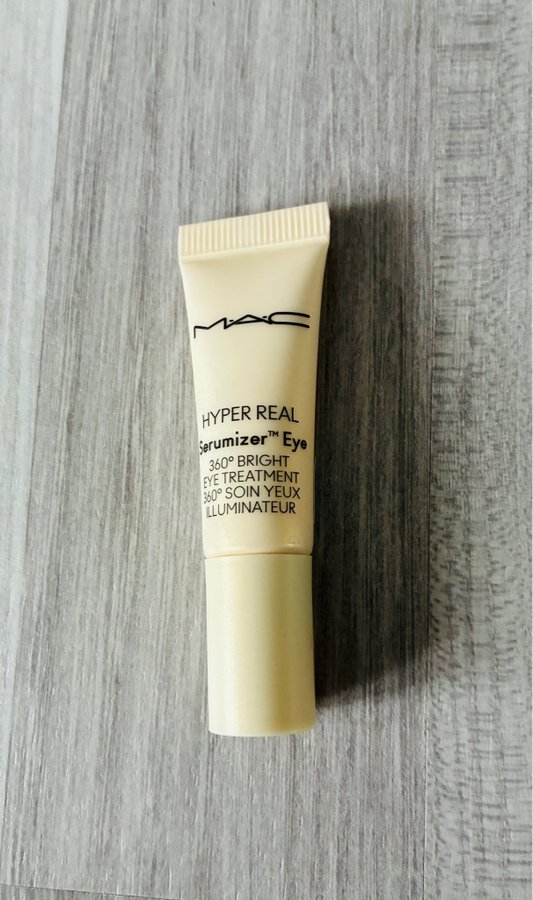 M·A·C
HYPER REAL
Serumizer™ Eye
360° BRIGHT
EYE TREATMENT
360° SOIN YEUX
ILLUMINATEUR